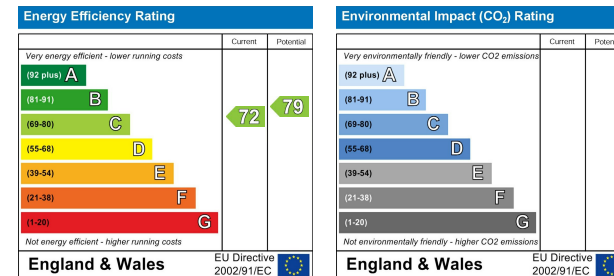 Energy Efficiency Rating
Current Potential
Very energy efficient - lower running costs
(92 plus) A
(81-91) B
(69-80) C
(55-68) D
(39-54) E
(21-38) F
(1-20) G
72
79
Not energy efficient - higher running costs
England & Wales
EU Directive
2002/91/EC
Environmental Impact (CO₂) Rating
Current Poten
Very environmentally friendly - lower CO2 emissions
(92 plus) A
(81-91) B
(69-80) C
(55-68) D
(39-54) E
(21-38) F
(1-20) G
Not environmentally friendly - higher CO2 emissions
England & Wales
EU Directive
2002/91/EC